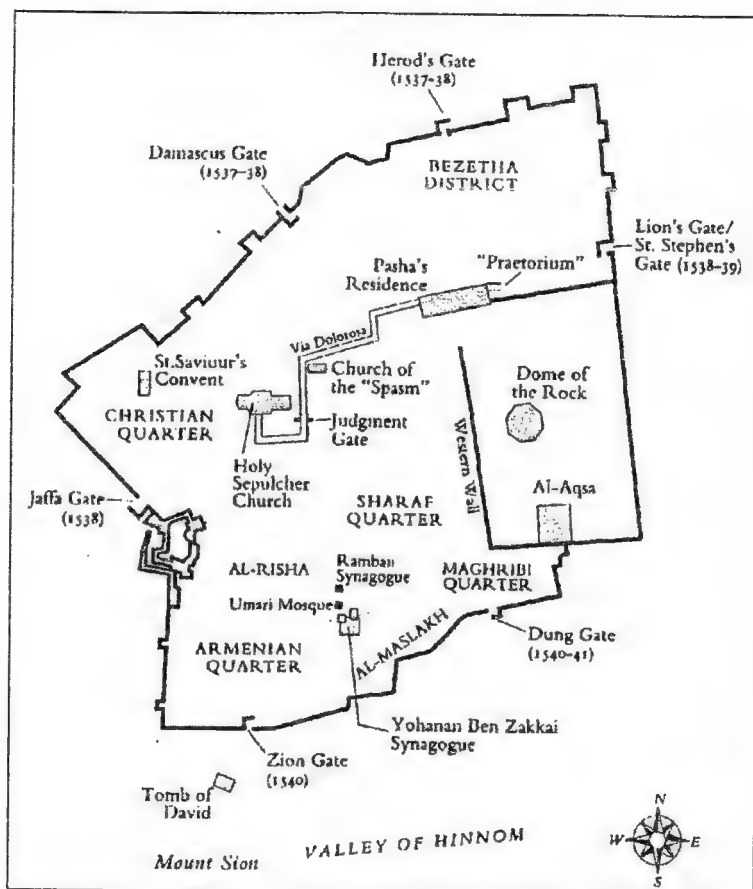 Herod's Gate
(1537-38)
Damascus Gate
(1537-38)
BEZETHA
DISTRICT
Lion's Gate/
St. Stephen's
Gate (1538-39)
"Praetorium"
Pasha's
Residence
Via Dolorosa
St. Saviour's
Convent
Church of
the "Spasm"
Dome of
the Rock
CHRISTIAN
QUARTER
Judgment
Gate
Western Wall
Holy
Sepulcher
Church
Al-Aqsa
Jaffa Gate
(1538)
SHARAF
QUARTER
AL-RISHA
Ramban
Synagogue
MAGHRIBI
QUARTER
Umari Mosque
ARMENIAN
QUARTER
AL-MASLAKH
Dung Gate
(1540-41)
Yohanan Ben Zakkai
Synagogue
Zion Gate
(1540)
Tomb of
David
VALLEY OF HINNOM
Mount Sion
N
W
E
S